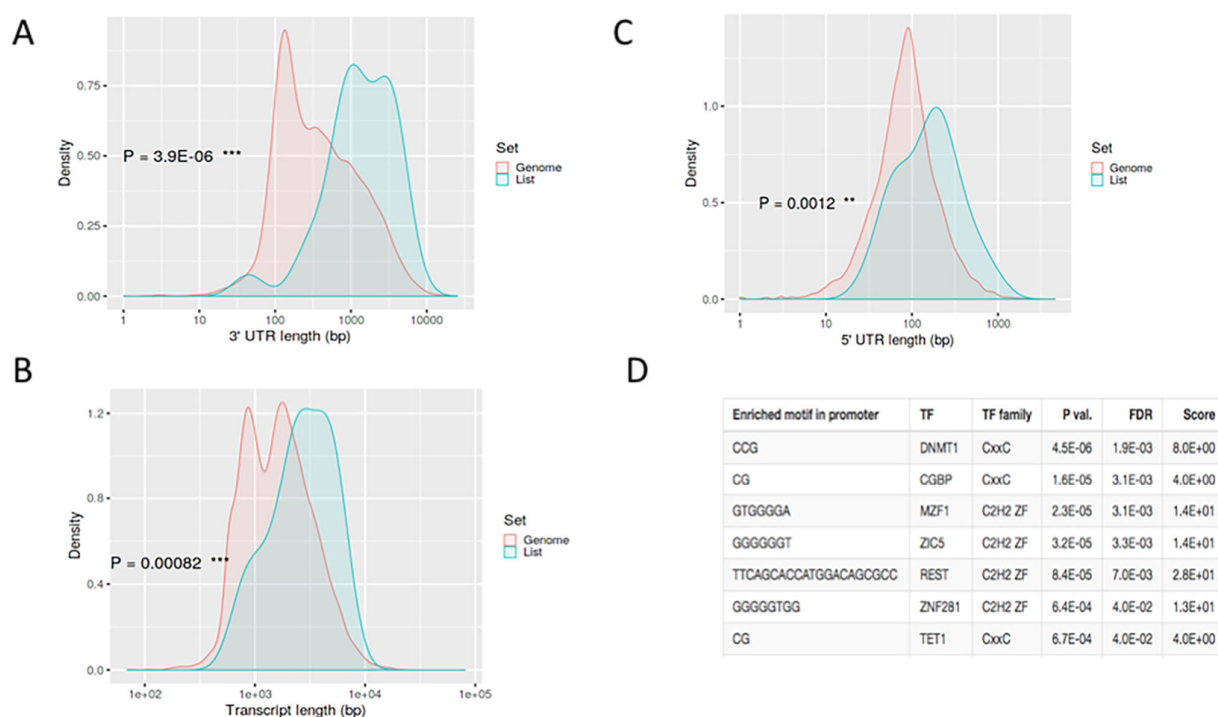 A
Density
0.75
0.50
0.25
0.00
P = 3.9E-06 ***
1 10 100 1000 10000
3' UTR length (bp)
Set
Genome
List
C
Density
1.0
0.5
0.0
P = 0.0012 **
1 10 100 1000
5' UTR length (bp)
Set
Genome
List
B
Density
1.2
0.8
0.4
0.0
P = 0.00082 ***
1e+02 1e+03 1e+04 1e+05
Transcript length (bp)
Set
Genome
List
D
Enriched motif in promoter TF TF family P val. FDR Score
CCG DNMT1 CxxC 4.5E-06 1.9E-03 8.0E+00
CG CGBP CxxC 1.6E-05 3.1E-03 4.0E+00
GTGGGGA MZF1 C2H2 ZF 2.3E-05 3.1E-03 1.4E+01
GGGGGGT ZIC5 C2H2 ZF 3.2E-05 3.3E-03 1.4E+01
TTCAGCACCATGGACAGCGCC REST C2H2 ZF 8.4E-05 7.0E-03 2.8E+01
GGGGGTGG ZNF281 C2H2 ZF 6.4E-04 4.0E-02 1.3E+01
CG TET1 CxxC 6.7E-04 4.0E-02 4.0E+00